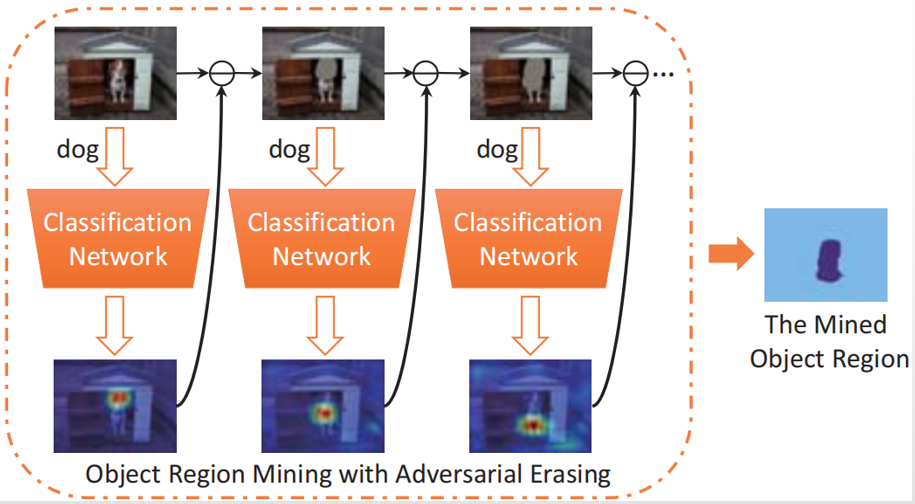 dog
dog
dog
Classification
Network
Classification
Network
Classification
Network
...
The Mined
Object Region
Object Region Mining with Adversarial Erasing